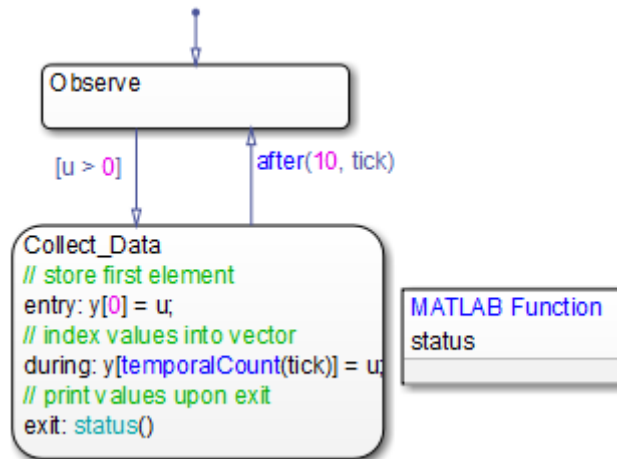 Observe
[u > 0]
after(10, tick)
Collect_Data
// store first element
entry: y[0] = u;
// index values into vector
during: y[temporalCount(tick)] = u;
// print values upon exit
exit: status()
MATLAB Function
status